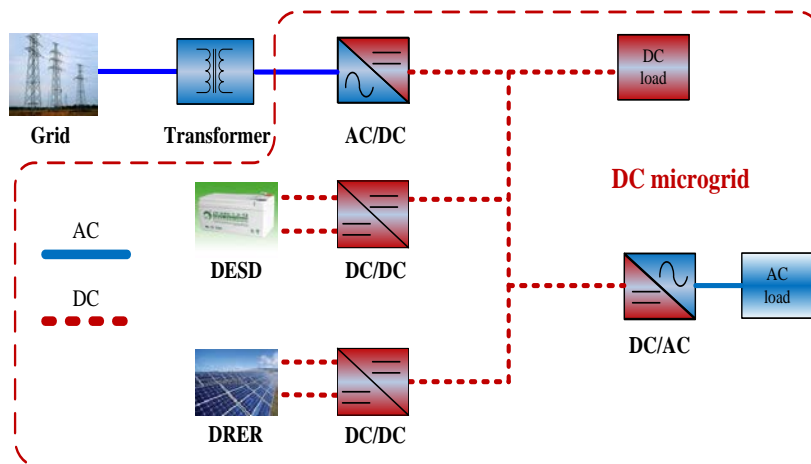 DC
load
Grid
Transformer
AC/DC
DC microgrid
AC
DESD
DC/DC
AC
load
DC
DC/AC
DRER
DC/DC